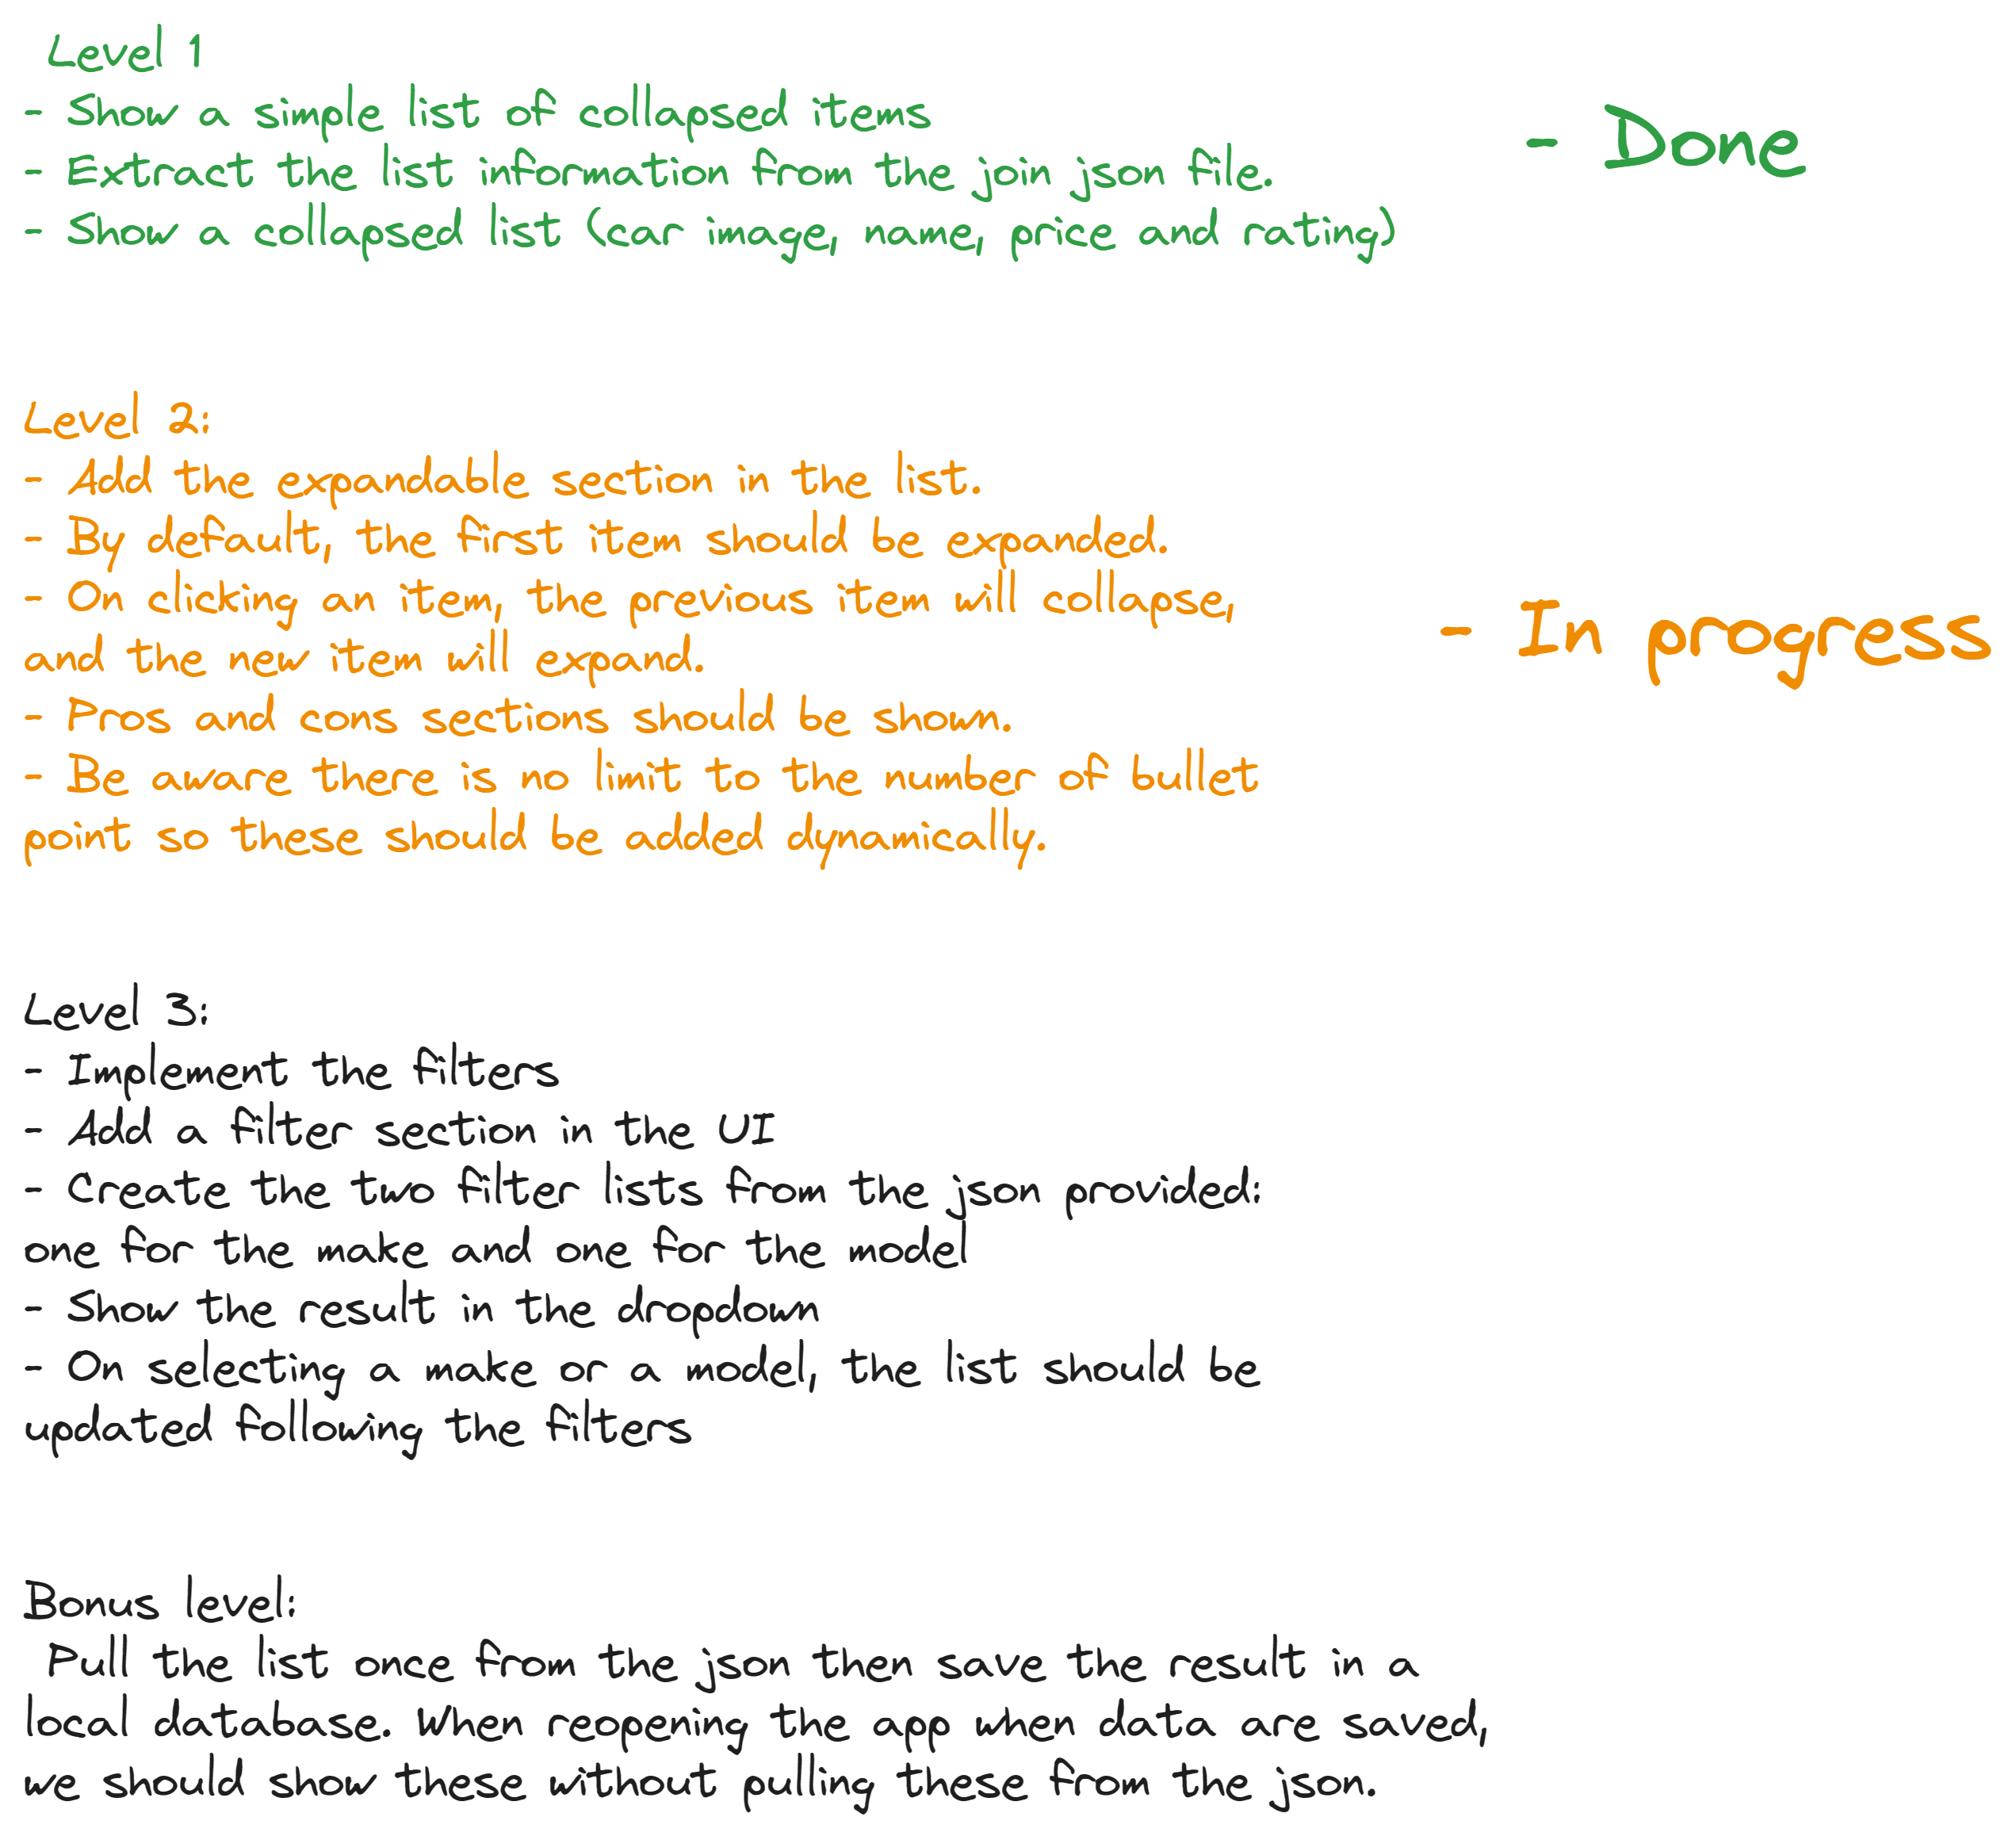 Level 1
- Show a simple list of collapsed items
- Extract the list information from the join json file.
- Show a collapsed list (car image, name, price and rating)
- Done
Level 2:
- Add the expandable section in the list.
- By default, the first item should be expanded.
- On clicking an item, the previous item will collapse,
and the new item will expand.
- Pros and cons sections should be shown.
- Be aware there is no limit to the number of bullet
point so these should be added dynamically.
- In progress
Level 3:
- Implement the filters
- Add a filter section in the UI
- Create the two filter lists from the json provided:
one for the make and one for the model
- Show the result in the dropdown
- On selecting a make or a model, the list should be
updated following the filters
Bonus level:
Pull the list once from the json then save the result in a
local database. When reopening the app when data are saved,
we should show these without pulling these from the json.